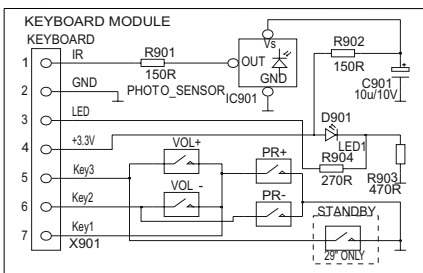 KEYBOARD MODULE
KEYBOARD
1 IR R901 150R
PHOTO_SENSOR
Vs
OUT
GND
IC901
R902
150R
C901
10u/10V
2 GND
3 LED
D901
LED1
4 +3.3V
R904
270R
R903
470R
VOL+
PR+
5 Key3
VOL -
PR-
6 Key2
STANDBY
29" ONLY
7 Key1
X901